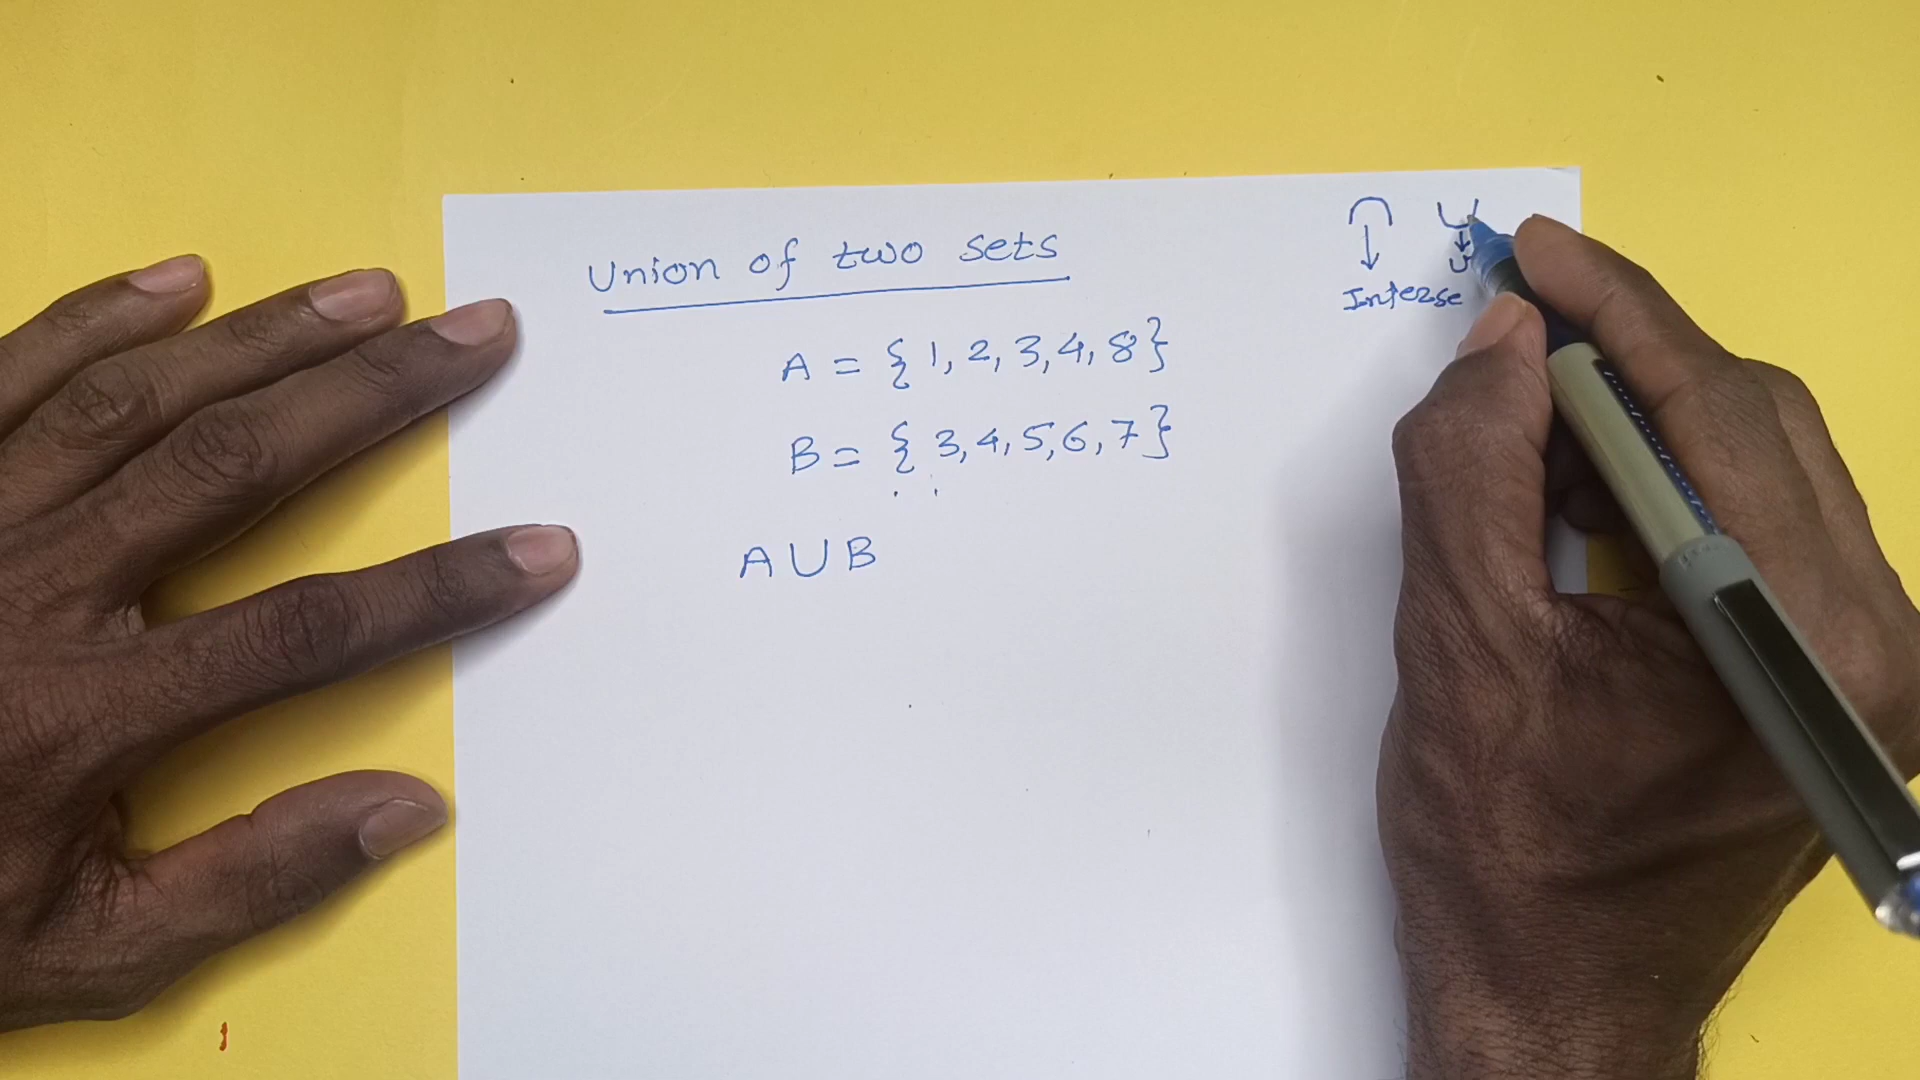 Union of two sets
∩ ∪
↓ ↓
U
Interse
A = { 1, 2, 3, 4, 8}
B = { 3, 4, 5, 6, 7}
A ∪ B